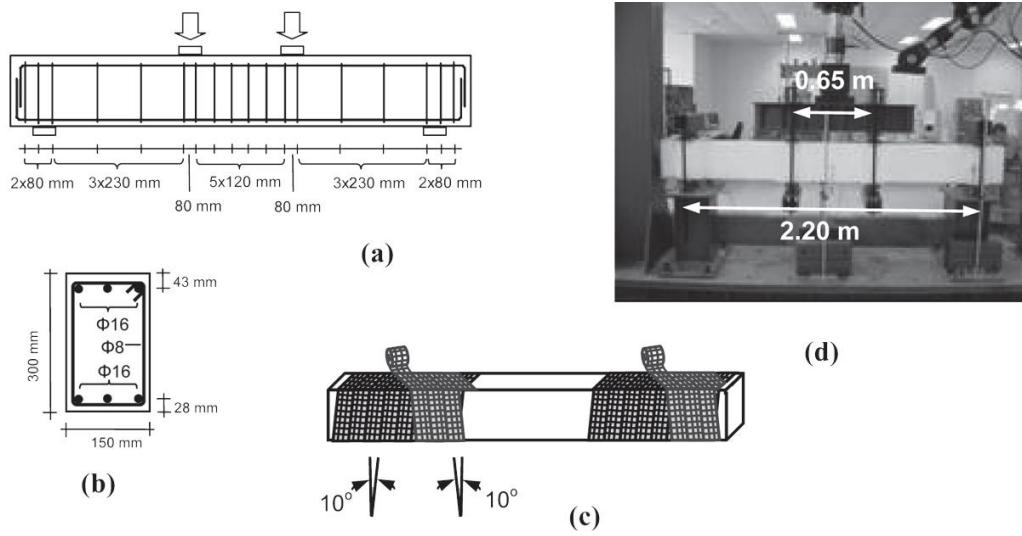 2x80 mm
3x230 mm
5x120 mm
3x230 mm
2x80 mm
80 mm
80 mm
(a)
0.65 m
2.20 m
(d)
300 mm
43 mm
Φ16
Φ8
Φ16
28 mm
150 mm
(b)
10°
10°
(c)